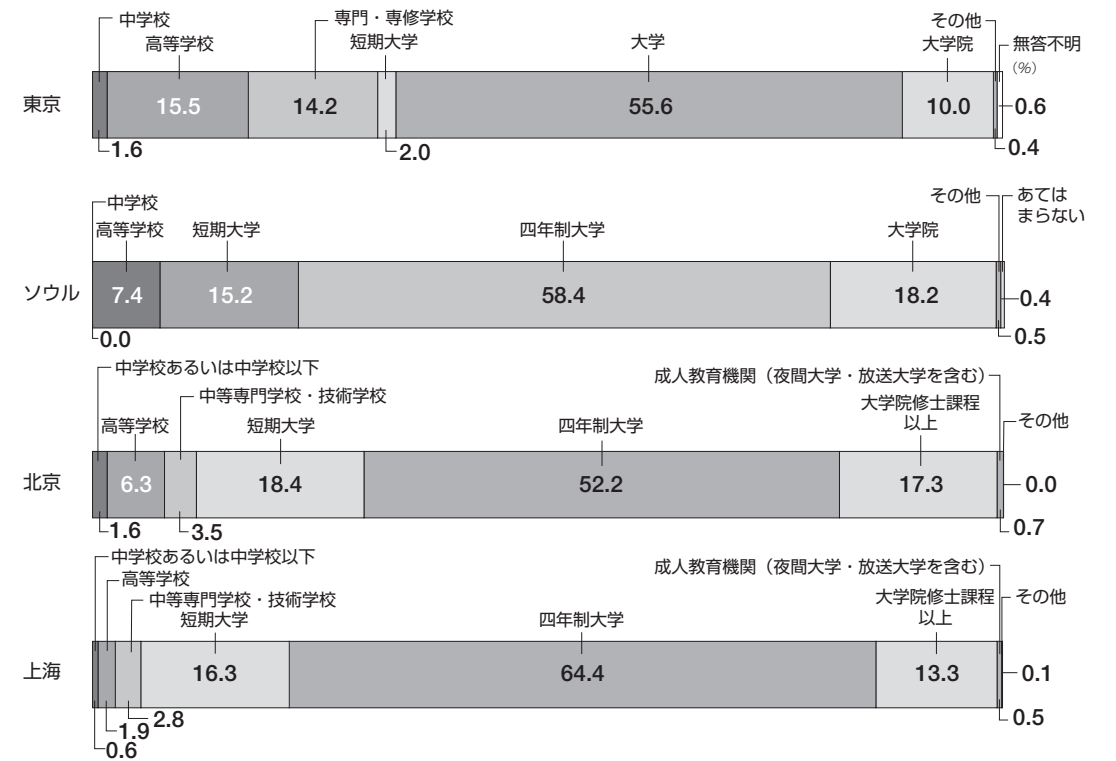 中学校
高等学校
専門・専修学校
短期大学
大学
大学院
その他
無答不明
(%)
東京
15.5
14.2
55.6
10.0
0.6
1.6
2.0
0.4
中学校
高等学校
短期大学
四年制大学
大学院
その他
あては
まらない
ソウル
7.4
15.2
58.4
18.2
0.4
0.0
0.5
中学校あるいは中学校以下
高等学校
中等専門学校・技術学校
短期大学
四年制大学
成人教育機関（夜間大学・放送大学を含む）
大学院修士課程
以上
その他
北京
6.3
18.4
52.2
17.3
0.0
1.6
3.5
0.7
中学校あるいは中学校以下
高等学校
中等専門学校・技術学校
短期大学
四年制大学
成人教育機関（夜間大学・放送大学を含む）
大学院修士課程
以上
その他
上海
16.3
64.4
13.3
0.1
0.6
1.9
2.8
0.5